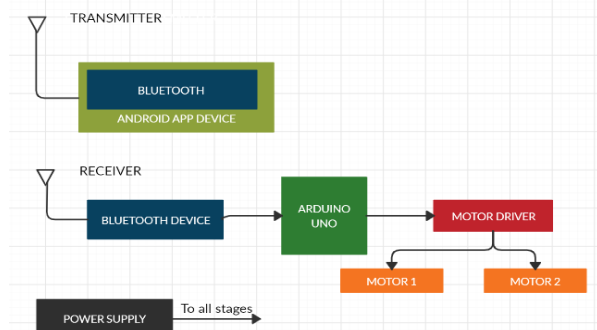 TRANSMITTER
BLUETOOTH
ANDROID APP DEVICE
RECEIVER
BLUETOOTH DEVICE
ARDUINO
UNO
MOTOR DRIVER
MOTOR 1
MOTOR 2
POWER SUPPLY
To all stages